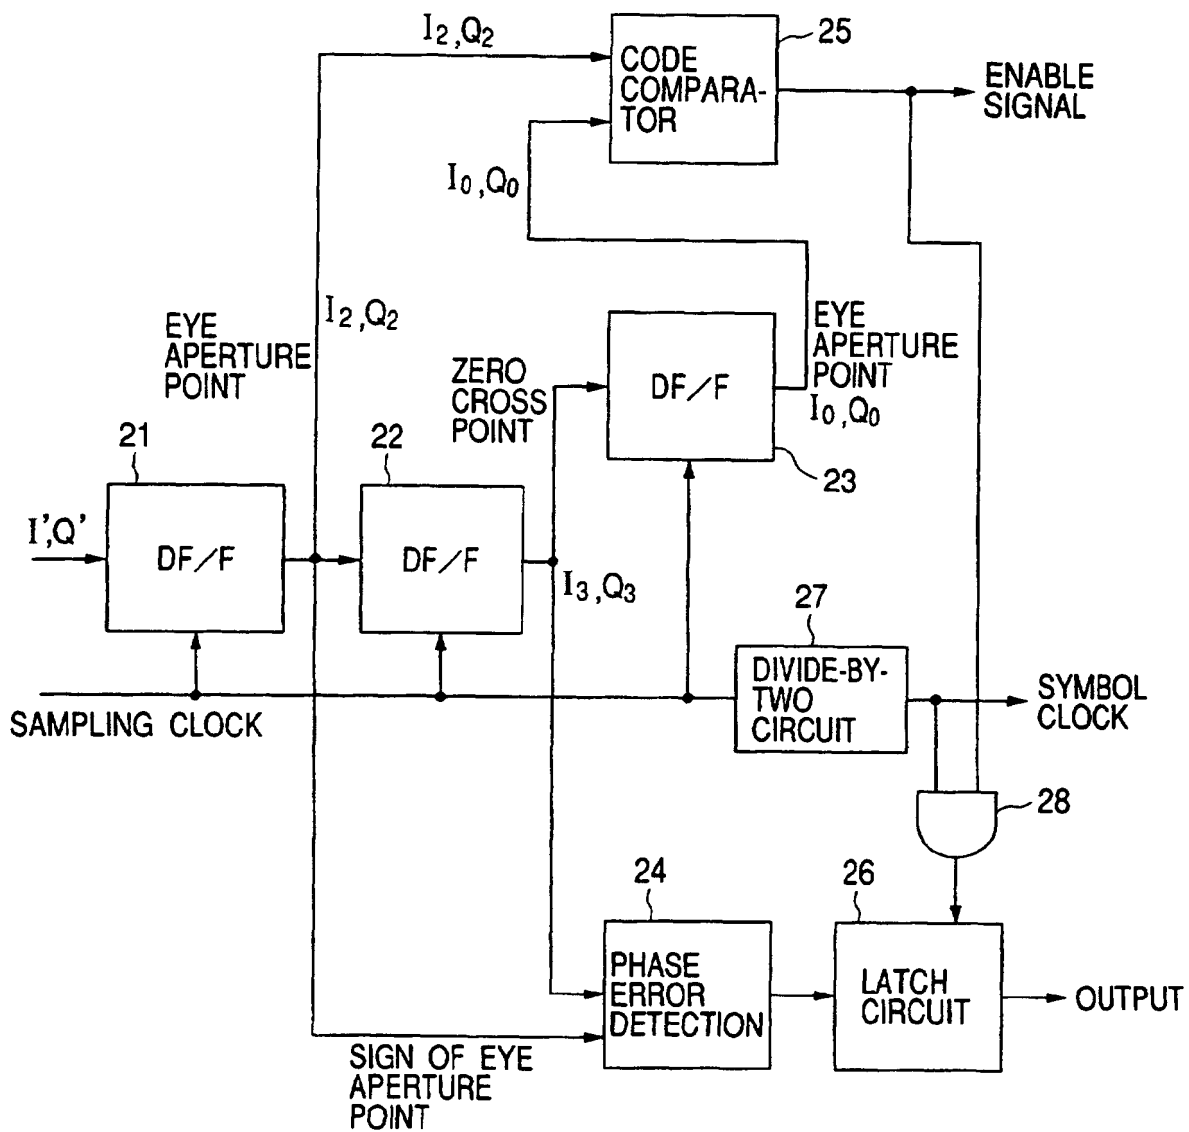 I2,Q2
25
CODE
COMPARA-
TOR
ENABLE
SIGNAL
I0,Q0
I2,Q2
EYE
APERTURE
POINT
ZERO
CROSS
POINT
DF/F
EYE
APERTURE
POINT
I0,Q0
21
22
23
I',Q'
DF/F
DF/F
I3,Q3
27
DIVIDE-BY-
TWO
CIRCUIT
SYMBOL
CLOCK
SAMPLING CLOCK
28
24
26
PHASE
ERROR
DETECTION
LATCH
CIRCUIT
OUTPUT
SIGN OF EYE
APERTURE
POINT